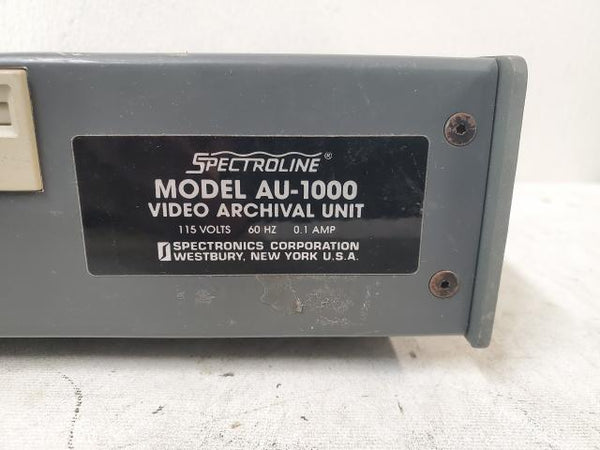 SPECTROLINE®
MODEL AU-1000
VIDEO ARCHIVAL UNIT
115 VOLTS 60 HZ 0.1 AMP
SPECTRONICS CORPORATION
WESTBURY, NEW YORK U.S.A.